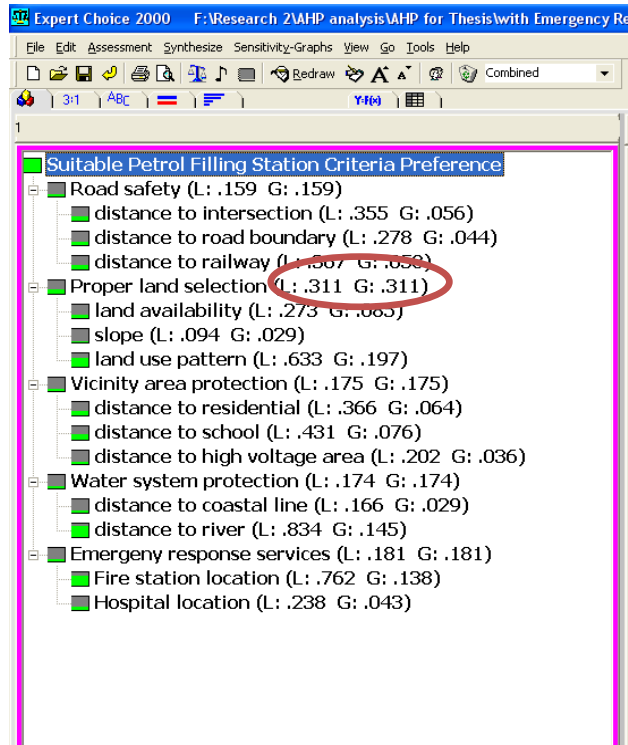 Expert Choice 2000 F:\Research 2\AHP analysis\AHP for Thesis\with Emergency Re
File Edit Assessment Synthesize Sensitivity-Graphs View Go Tools Help
Redraw A A Combined
3:1 ABC Y=F(x)
1
Suitable Petrol Filling Station Criteria Preference
Road safety (L: .159 G: .159)
distance to intersection (L: .355 G: .056)
distance to road boundary (L: .278 G: .044)
distance to railway (L: .367 G: .058)
Proper land selection (L: .311 G: .311)
land availability (L: .273 G: .085)
slope (L: .094 G: .029)
land use pattern (L: .633 G: .197)
Vicinity area protection (L: .175 G: .175)
distance to residential (L: .366 G: .064)
distance to school (L: .431 G: .076)
distance to high voltage area (L: .202 G: .036)
Water system protection (L: .174 G: .174)
distance to coastal line (L: .166 G: .029)
distance to river (L: .834 G: .145)
Emergeny response services (L: .181 G: .181)
Fire station location (L: .762 G: .138)
Hospital location (L: .238 G: .043)